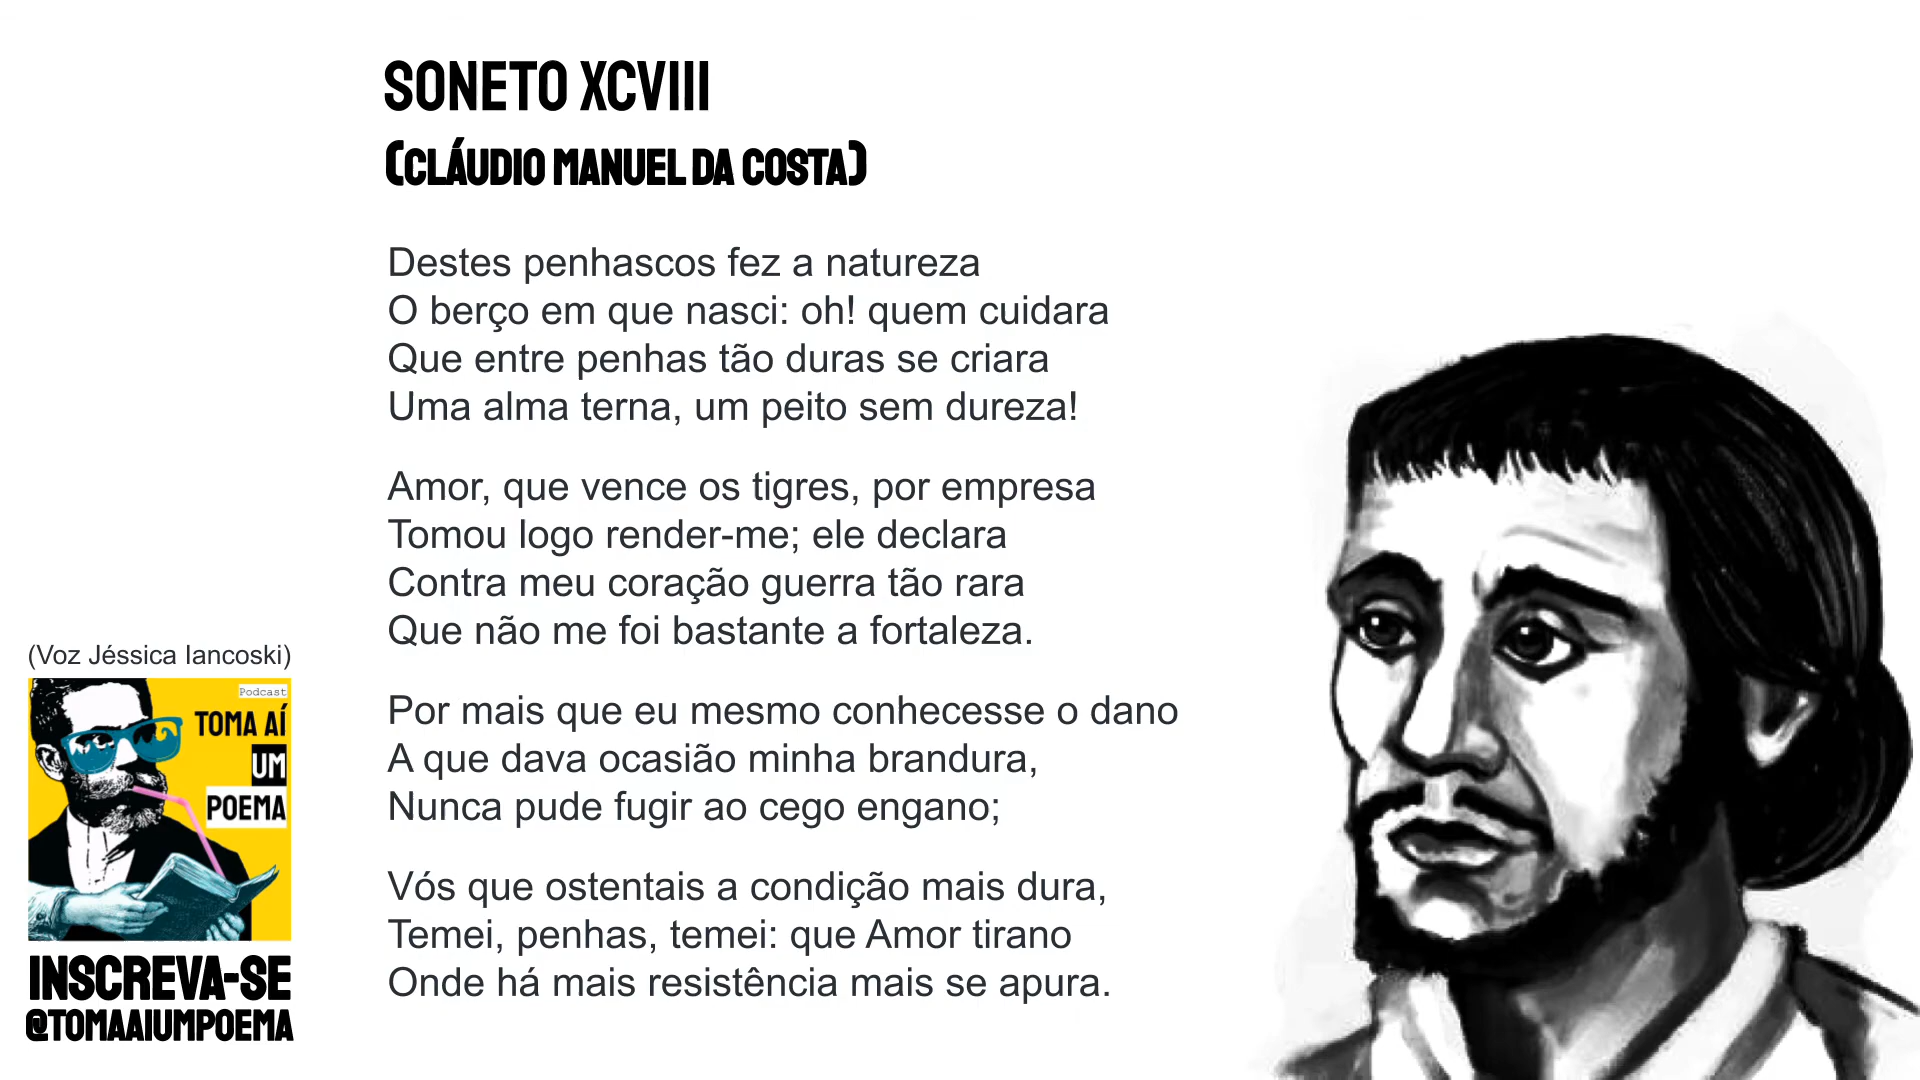 SONETO XCVIII
(CLÁUDIO MANUEL DA COSTA)
Destes penhascos fez a natureza
O berço em que nasci: oh! quem cuidara
Que entre penhas tão duras se criara
Uma alma terna, um peito sem dureza!
Amor, que vence os tigres, por empresa
Tomou logo render-me; ele declara
Contra meu coração guerra tão rara
Que não me foi bastante a fortaleza.
Por mais que eu mesmo conhecesse o dano
A que dava ocasião minha brandura,
Nunca pude fugir ao cego engano;
Vós que ostentais a condição mais dura,
Temei, penhas, temei: que Amor tirano
Onde há mais resistência mais se apura.
(Voz Jéssica Iancoski)
Podcast
TOMA AÍ
UM
POEMA
INSCREVA-SE
@TOMAAIUMPOEMA